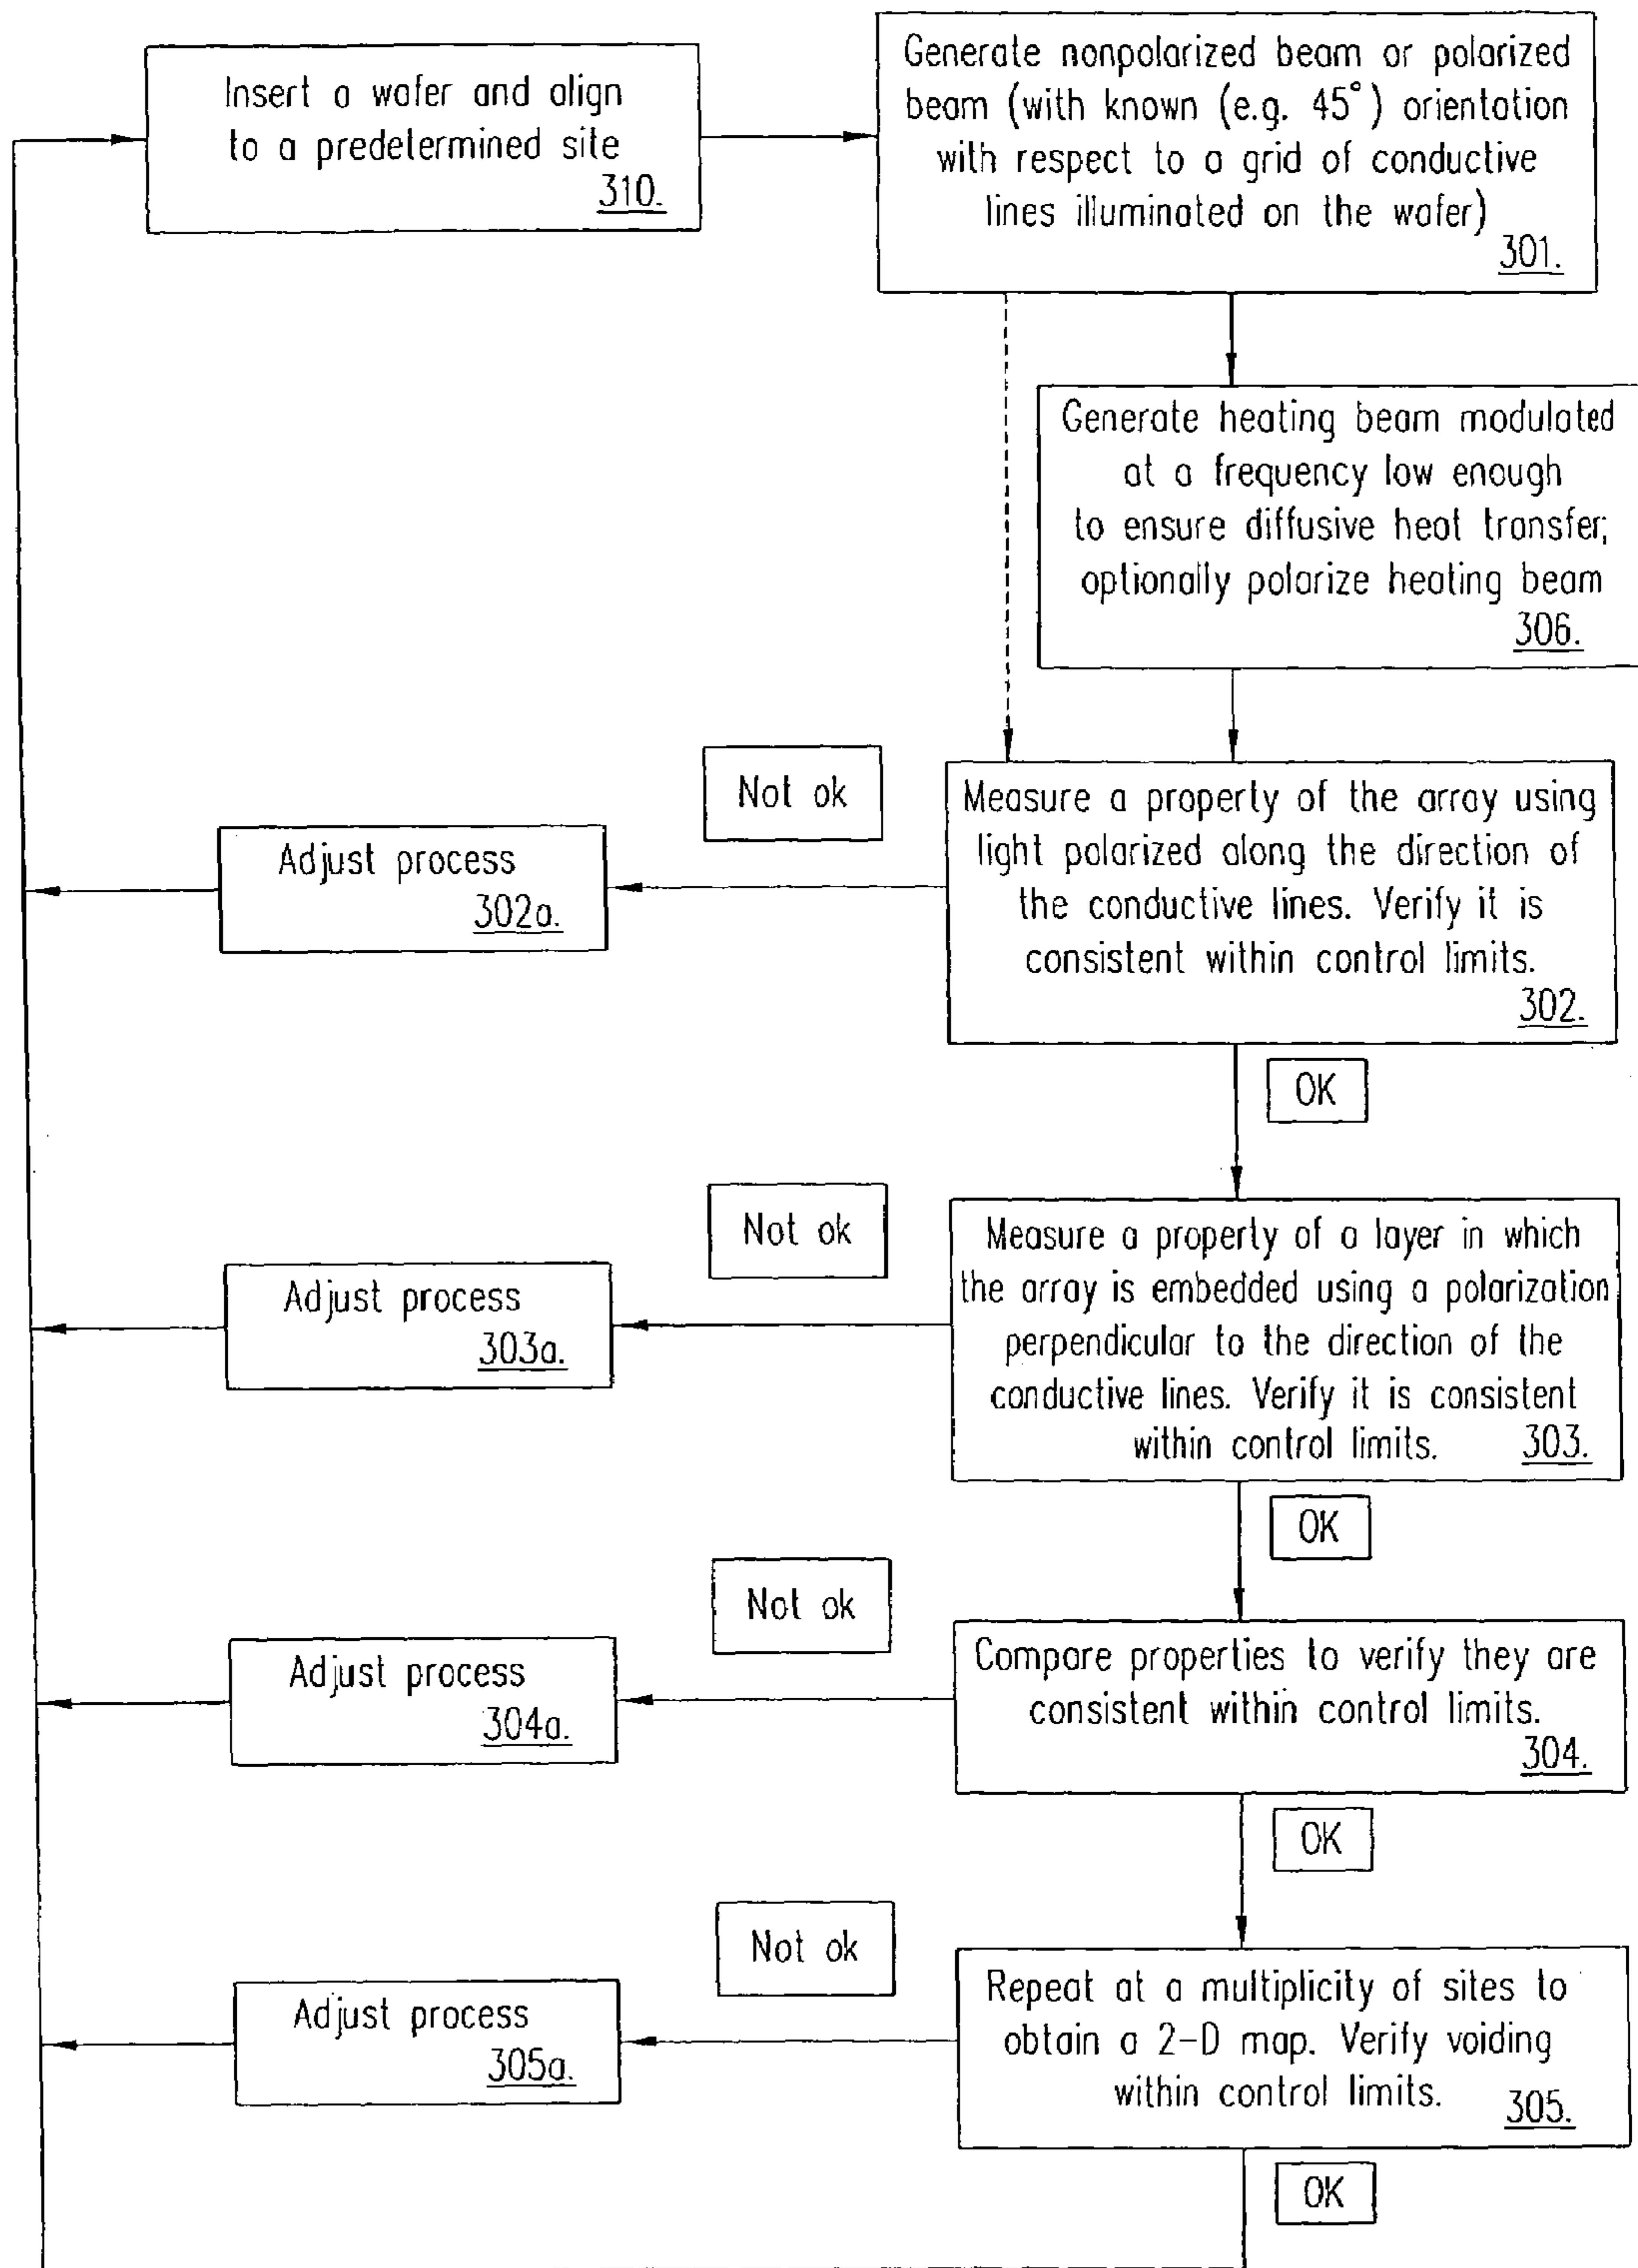 Insert a wafer and align
to a predetermined site
310.
Generate nonpolarized beam or polarized
beam (with known (e.g. 45°) orientation
with respect to a grid of conductive
lines illuminated on the wafer)
301.
Generate heating beam modulated
at a frequency low enough
to ensure diffusive heat transfer;
optionally polarize heating beam
306.
Not ok
Measure a property of the array using
light polarized along the direction of
the conductive lines. Verify it is
consistent within control limits.
302.
Adjust process
302a.
OK
Not ok
Measure a property of a layer in which
the array is embedded using a polarization
perpendicular to the direction of the
conductive lines. Verify it is consistent
within control limits. 303.
Adjust process
303a.
OK
Not ok
Compare properties to verify they are
consistent within control limits.
304.
Adjust process
304a.
OK
Not ok
Repeat at a multiplicity of sites to
obtain a 2-D map. Verify voiding
within control limits. 305.
Adjust process
305a.
OK